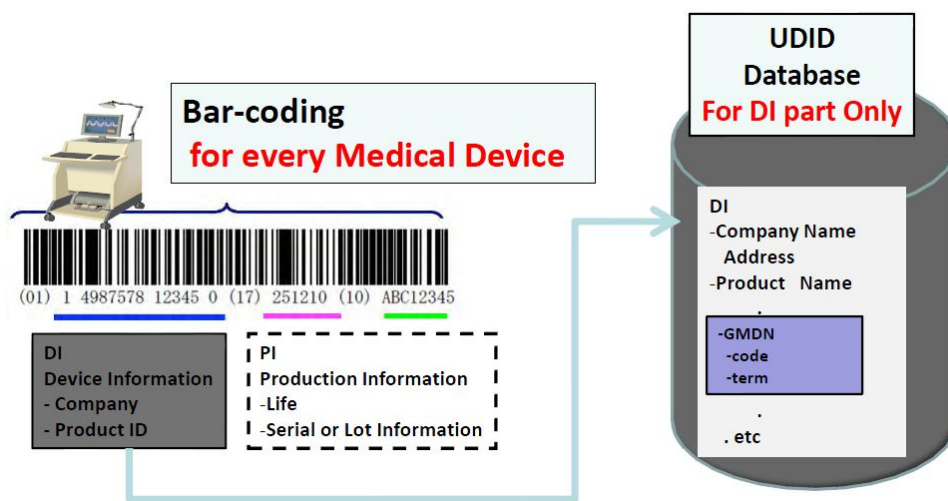 Bar-coding
for every Medical Device
(01) 1 4987578 12345 0 (17) 251210 (10) ABC12345
DI
Device Information
- Company
- Product ID
PI
Production Information
-Life
-Serial or Lot Information
UDID
Database
For DI part Only
DI
-Company Name
Address
-Product Name
.
-GMDN
-code
-term
.
. etc